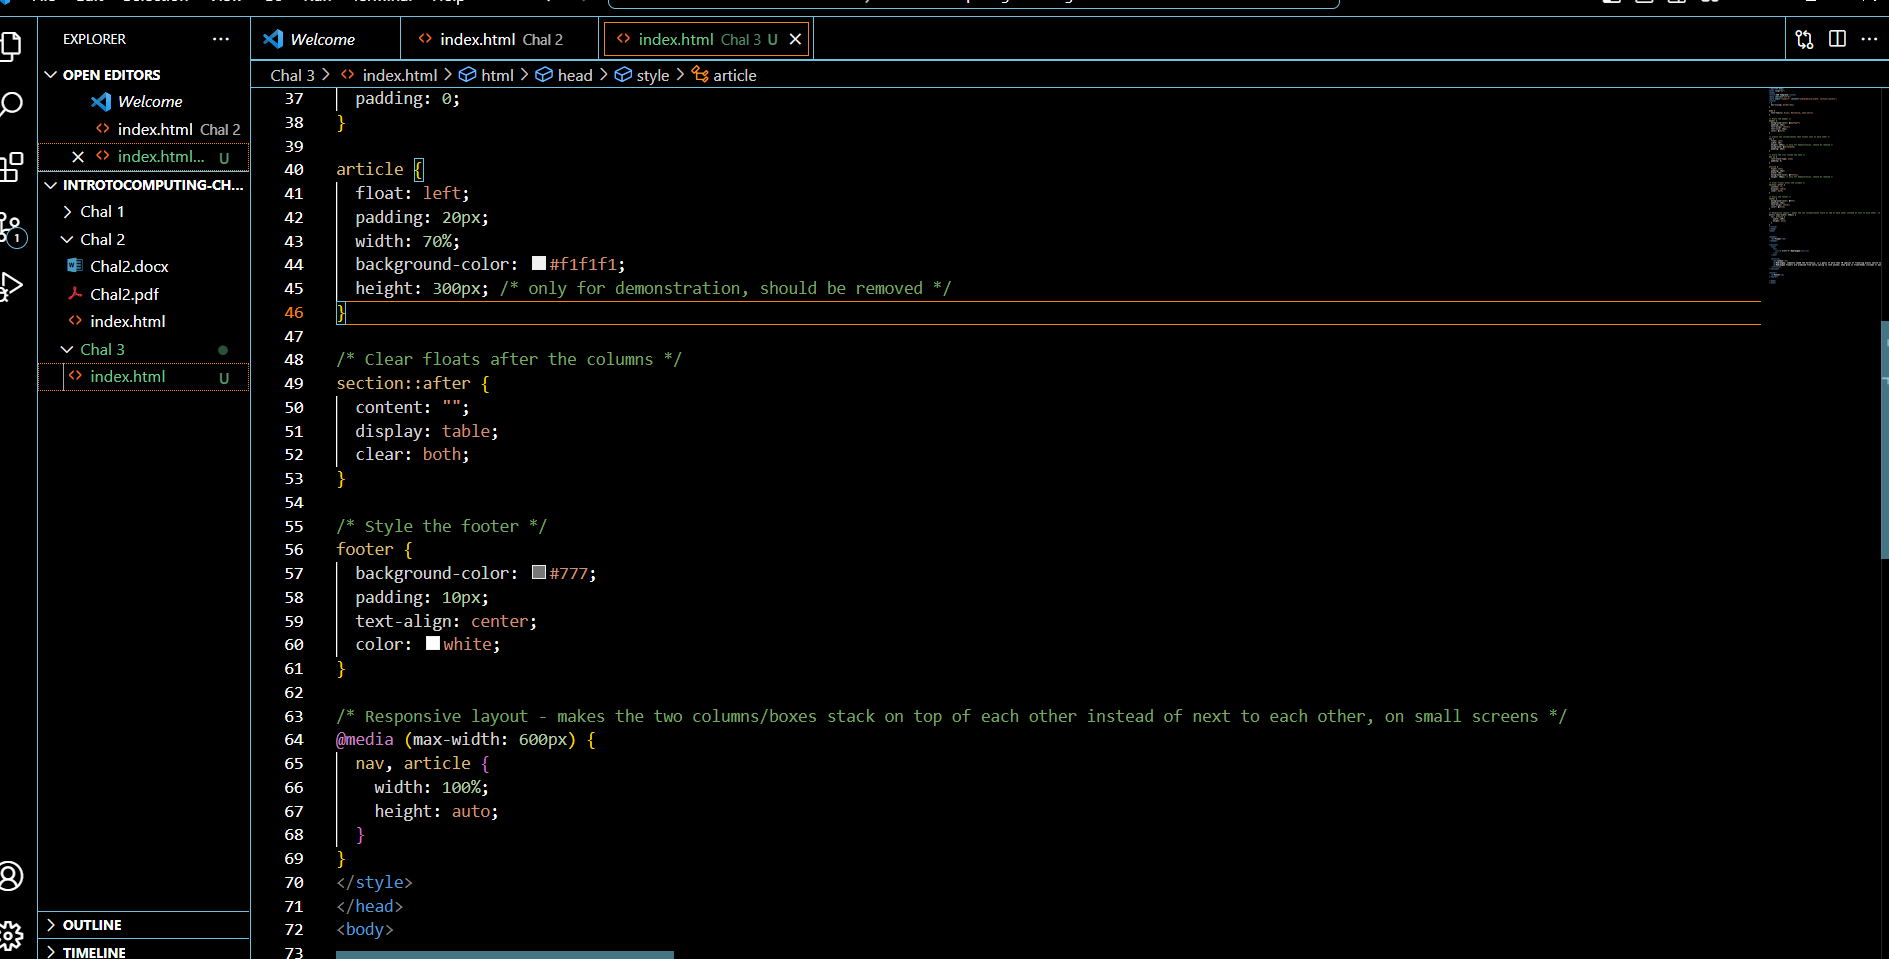 EXPLORER
OPEN EDITORS
Welcome
index.html Chal 2
index.html... U
INTROTOCOMPUTING-CH...
Chal 1
Chal 2
Chal2.docx
Chal2.pdf
index.html
Chal 3
index.html U
OUTLINE
TIMELINE
1
Welcome
index.html Chal 2
index.html Chal 3 U
Chal 3 > index.html > html > head > style > article
37 padding: 0;
38 }
39
40 article {
41 float: left;
42 padding: 20px;
43 width: 70%;
44 background-color: #f1f1f1;
45 height: 300px; /* only for demonstration, should be removed */
46 }
47
48 /* Clear floats after the columns */
49 section::after {
50 content: "";
51 display: table;
52 clear: both;
53 }
54
55 /* Style the footer */
56 footer {
57 background-color: #777;
58 padding: 10px;
59 text-align: center;
60 color: white;
61 }
62
63 /* Responsive layout - makes the two columns/boxes stack on top of each other instead of next to each other, on small screens */
64 @media (max-width: 600px) {
65 nav, article {
66 width: 100%;
67 height: auto;
68 }
69 }
70 </style>
71 </head>
72 <body>
73